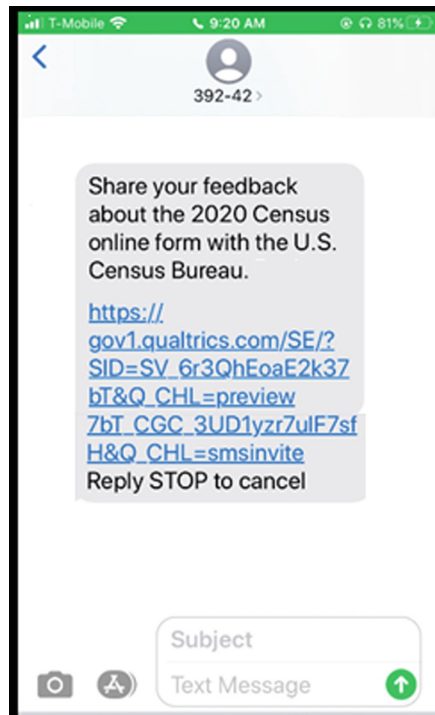 T-Mobile 9:20 AM 81%
392-42 >
Share your feedback
about the 2020 Census
online form with the U.S.
Census Bureau.
https://
gov1.qualtrics.com/SE/?
SID=SV_6r3QhEoaE2k37
bT&Q_CHL=preview
7bT_CGC_3UD1yzr7ulF7sf
H&Q_CHL=smsinvite
Reply STOP to cancel
Subject
Text Message